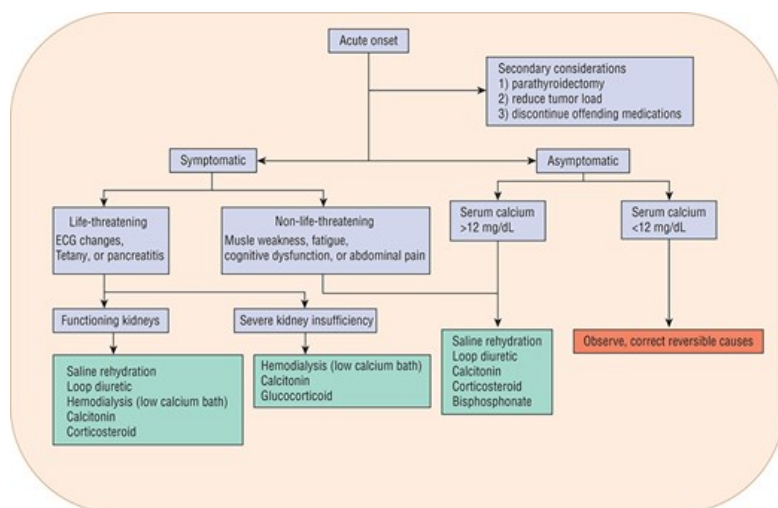 Acute onset
Secondary considerations
1) parathyroidectomy
2) reduce tumor load
3) discontinue offending medications
Symptomatic
Asymptomatic
Life-threatening
ECG changes,
Tetany, or pancreatitis
Non-life-threatening
Musle weakness, fatigue,
cognitive dysfunction, or abdominal pain
Serum calcium
>12 mg/dL
Serum calcium
<12 mg/dL
Functioning kidneys
Severe kidney insufficiency
Saline rehydration
Loop diuretic
Hemodialysis (low calcium bath)
Calcitonin
Corticosteroid
Hemodialysis (low calcium bath)
Calcitonin
Glucocorticoid
Saline rehydration
Loop diuretic
Calcitonin
Corticosteroid
Bisphosphonate
Observe, correct reversible causes